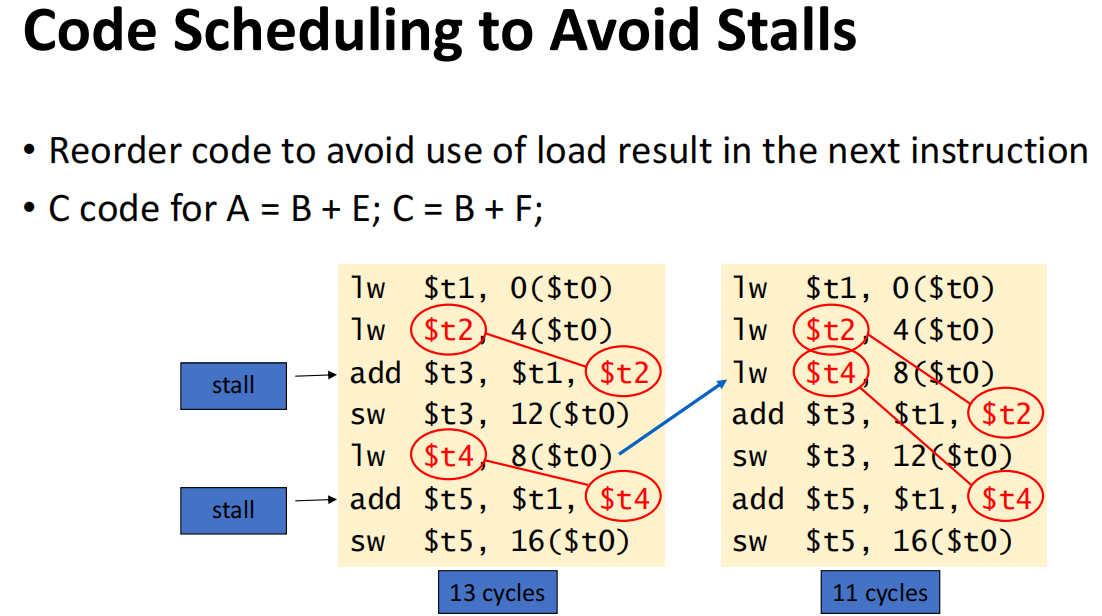 Code Scheduling to Avoid Stalls
• Reorder code to avoid use of load result in the next instruction
• C code for A = B + E; C = B + F;
lw $t1, 0($t0)
lw $t2, 4($t0)
stall
add $t3, $t1, $t2
sw $t3, 12($t0)
lw $t4, 8($t0)
stall
add $t5, $t1, $t4
sw $t5, 16($t0)
13 cycles
lw $t1, 0($t0)
lw $t2, 4($t0)
lw $t4, 8($t0)
add $t3, $t1, $t2
sw $t3, 12($t0)
add $t5, $t1, $t4
sw $t5, 16($t0)
11 cycles